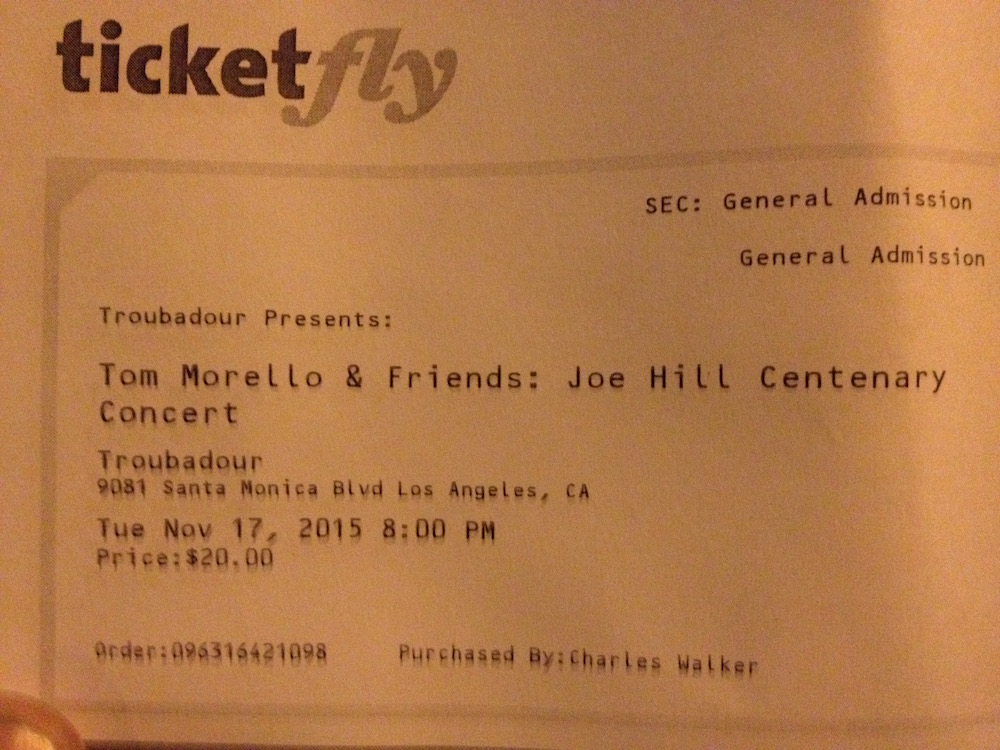 ticketfly
SEC: General Admission
General Admission
Troubadour Presents:
Tom Morello & Friends: Joe Hill Centenary
Concert
Troubadour
9081 Santa Monica Blvd Los Angeles, CA
Tue Nov 17, 2015 8:00 PM
Price:$20.00
Order:096316421098 Purchased By:Charles Walker